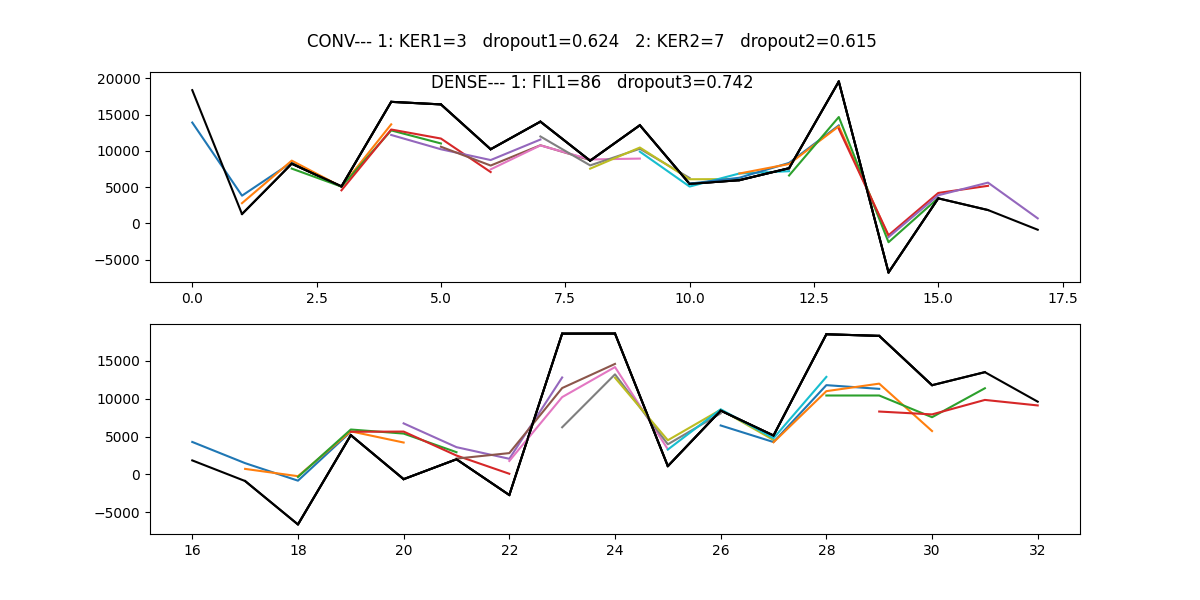 CONV--- 1: KER1=3   dropout1=0.624   2: KER2=7   dropout2=0.615
DENSE--- 1: FIL1=86   dropout3=0.742
20000
15000
10000
5000
0
−5000
0.0 2.5 5.0 7.5 10.0 12.5 15.0 17.5
15000
10000
5000
0
−5000
16 18 20 22 24 26 28 30 32